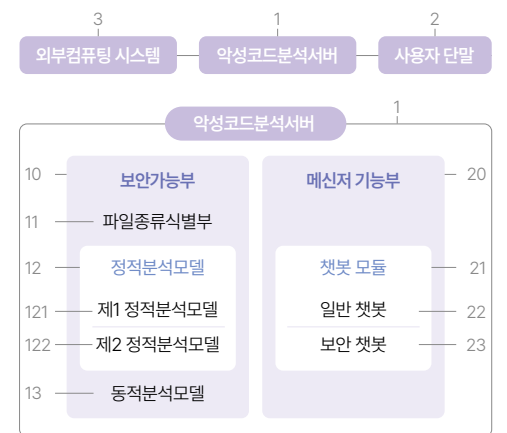 3 1 2
외부컴퓨팅 시스템 악성코드분석서버 사용자 단말
악성코드분석서버 1
10 보안가능부 메신저 기능부 20
11 파일종류식별부
12 정적분석모델 챗봇 모듈 21
121 제1 정적분석모델 일반 챗봇 22
122 제2 정적분석모델 보안 챗봇 23
13 동적분석모델